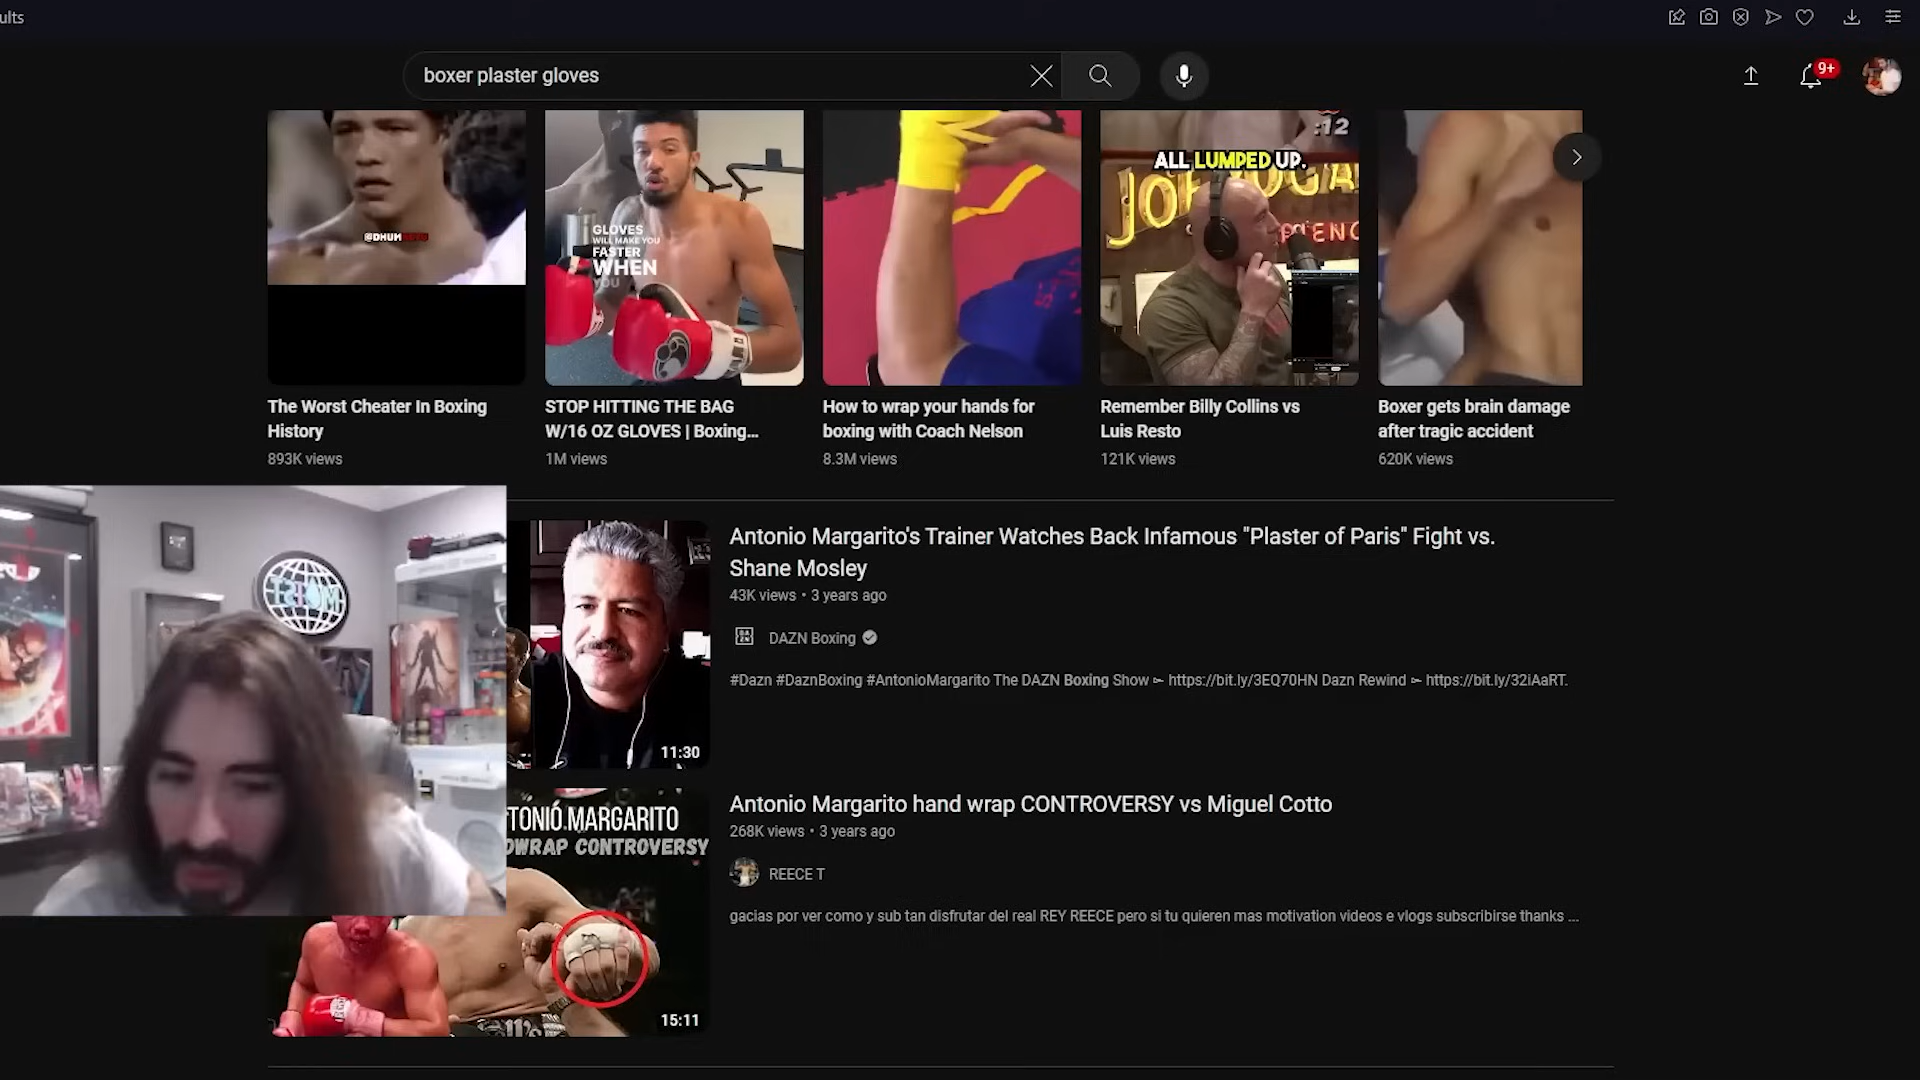 ults
boxer plaster gloves
9+
@DHUM
GLOVES
WILL MAKE YOU
FASTER
WHEN
YOU
:12
ALL LUMPED UP.
The Worst Cheater In Boxing
History
893K views
STOP HITTING THE BAG
W/16 OZ GLOVES | Boxing...
1M views
How to wrap your hands for
boxing with Coach Nelson
8.3M views
Remember Billy Collins vs
Luis Resto
121K views
Boxer gets brain damage
after tragic accident
620K views
Antonio Margarito's Trainer Watches Back Infamous "Plaster of Paris" Fight vs.
Shane Mosley
43K views • 3 years ago
DAZN Boxing
#Dazn #DaznBoxing #AntonioMargarito The DAZN Boxing Show ➳ https://bit.ly/3EQ70HN Dazn Rewind ➳ https://bit.ly/32iAaRT.
11:30
TONIO MARGARITO
DWRAP CONTROVERSY
15:11
Antonio Margarito hand wrap CONTROVERSY vs Miguel Cotto
268K views • 3 years ago
REECE T
gacias por ver como y sub tan disfrutar del real REY REECE pero si tu quieren mas motivation videos e vlogs subscribirse thanks ...